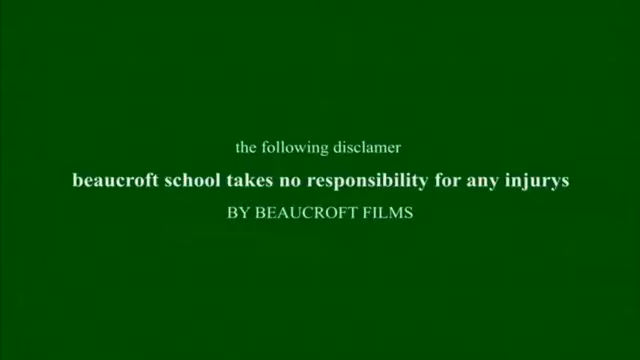 the following disclamer
beaucroft school takes no responsibility for any injurys
BY BEAUCROFT FILMS